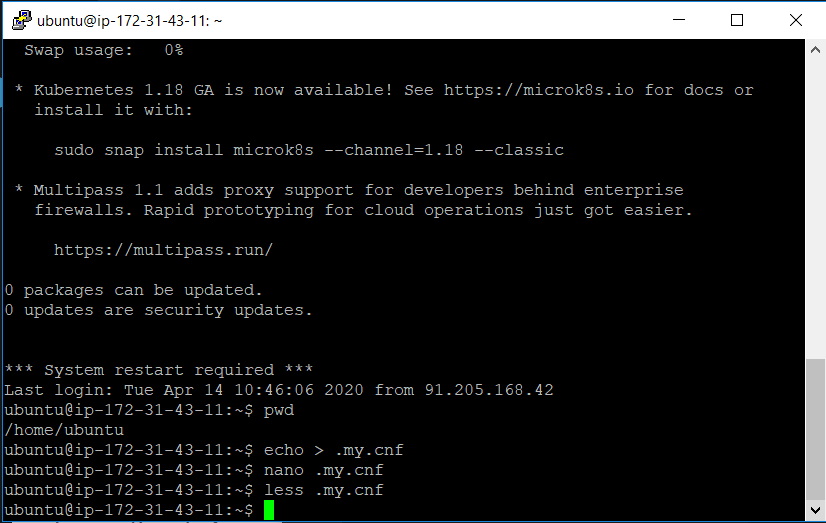 ubuntu@ip-172-31-43-11: ~
Swap usage:   0%
* Kubernetes 1.18 GA is now available! See https://microk8s.io for docs or
install it with:
sudo snap install microk8s --channel=1.18 --classic
* Multipass 1.1 adds proxy support for developers behind enterprise
firewalls. Rapid prototyping for cloud operations just got easier.
https://multipass.run/
0 packages can be updated.
0 updates are security updates.
*** System restart required ***
Last login: Tue Apr 14 10:46:06 2020 from 91.205.168.42
ubuntu@ip-172-31-43-11:~$ pwd
/home/ubuntu
ubuntu@ip-172-31-43-11:~$ echo > .my.cnf
ubuntu@ip-172-31-43-11:~$ nano .my.cnf
ubuntu@ip-172-31-43-11:~$ less .my.cnf
ubuntu@ip-172-31-43-11:~$